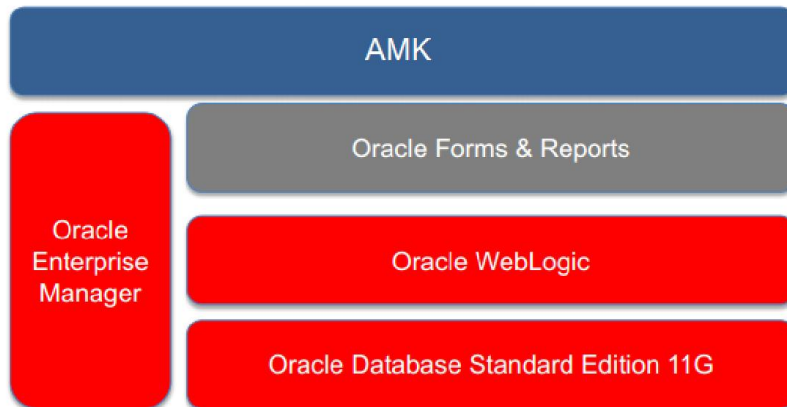 AMK
Oracle Forms & Reports
Oracle
Enterprise
Manager
Oracle WebLogic
Oracle Database Standard Edition 11G